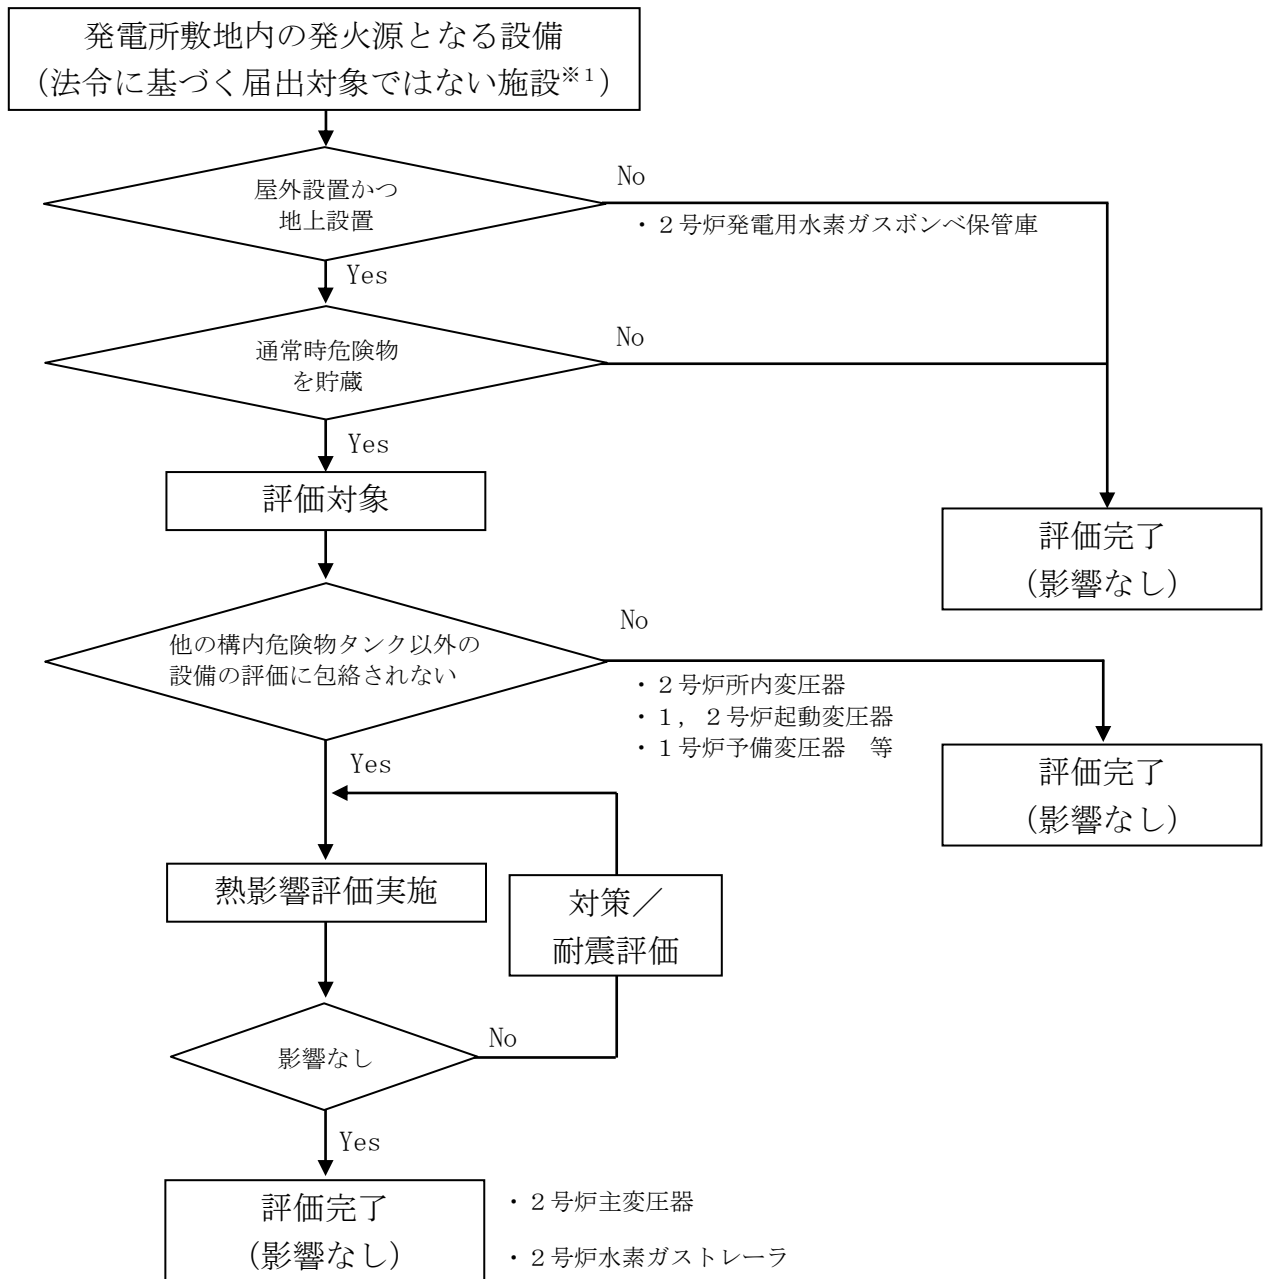 発電所敷地内の発火源となる設備
（法令に基づく届出対象ではない施設※１）
屋外設置かつ
地上設置
No
・２号炉発電用水素ガスボンベ保管庫
Yes
通常時危険物
を貯蔵
No
Yes
評価対象
評価完了
（影響なし）
他の構内危険物タンク以外の
設備の評価に包絡されない
No
・２号炉所内変圧器
・１，２号炉起動変圧器
・１号炉予備変圧器　等
評価完了
（影響なし）
Yes
熱影響評価実施
対策／
耐震評価
影響なし
No
Yes
評価完了
（影響なし）
・２号炉主変圧器
・２号炉水素ガストレーラ